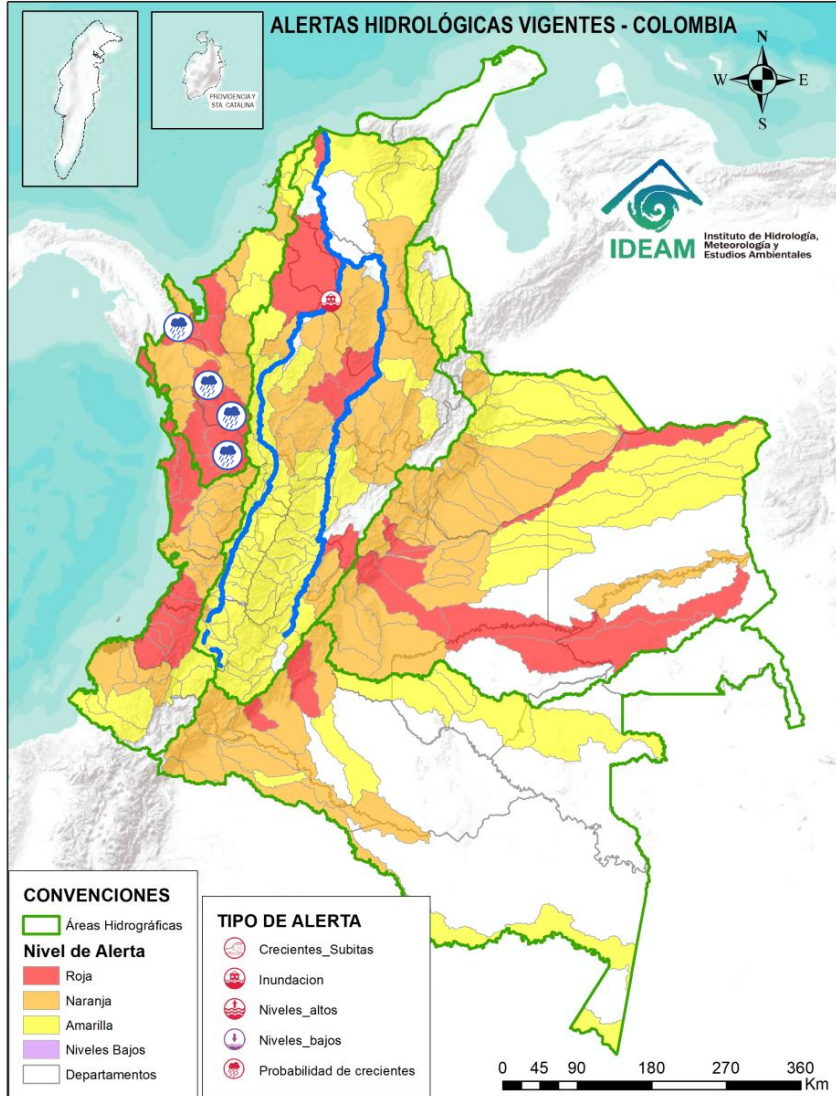 ALERTAS HIDROLÓGICAS VIGENTES - COLOMBIA
PROVIDENCIA Y
STA. CATALINA
N
W
E
S
IDEAM
Instituto de Hidrología,
Meteorología y
Estudios Ambientales
CONVENCIONES
Áreas Hidrográficas
Nivel de Alerta
Roja
Naranja
Amarilla
Niveles Bajos
Departamentos
TIPO DE ALERTA
Crecientes_Subitas
Inundacion
Niveles_altos
Niveles_bajos
Probabilidad de crecientes
0 45 90 180 270 360
Km